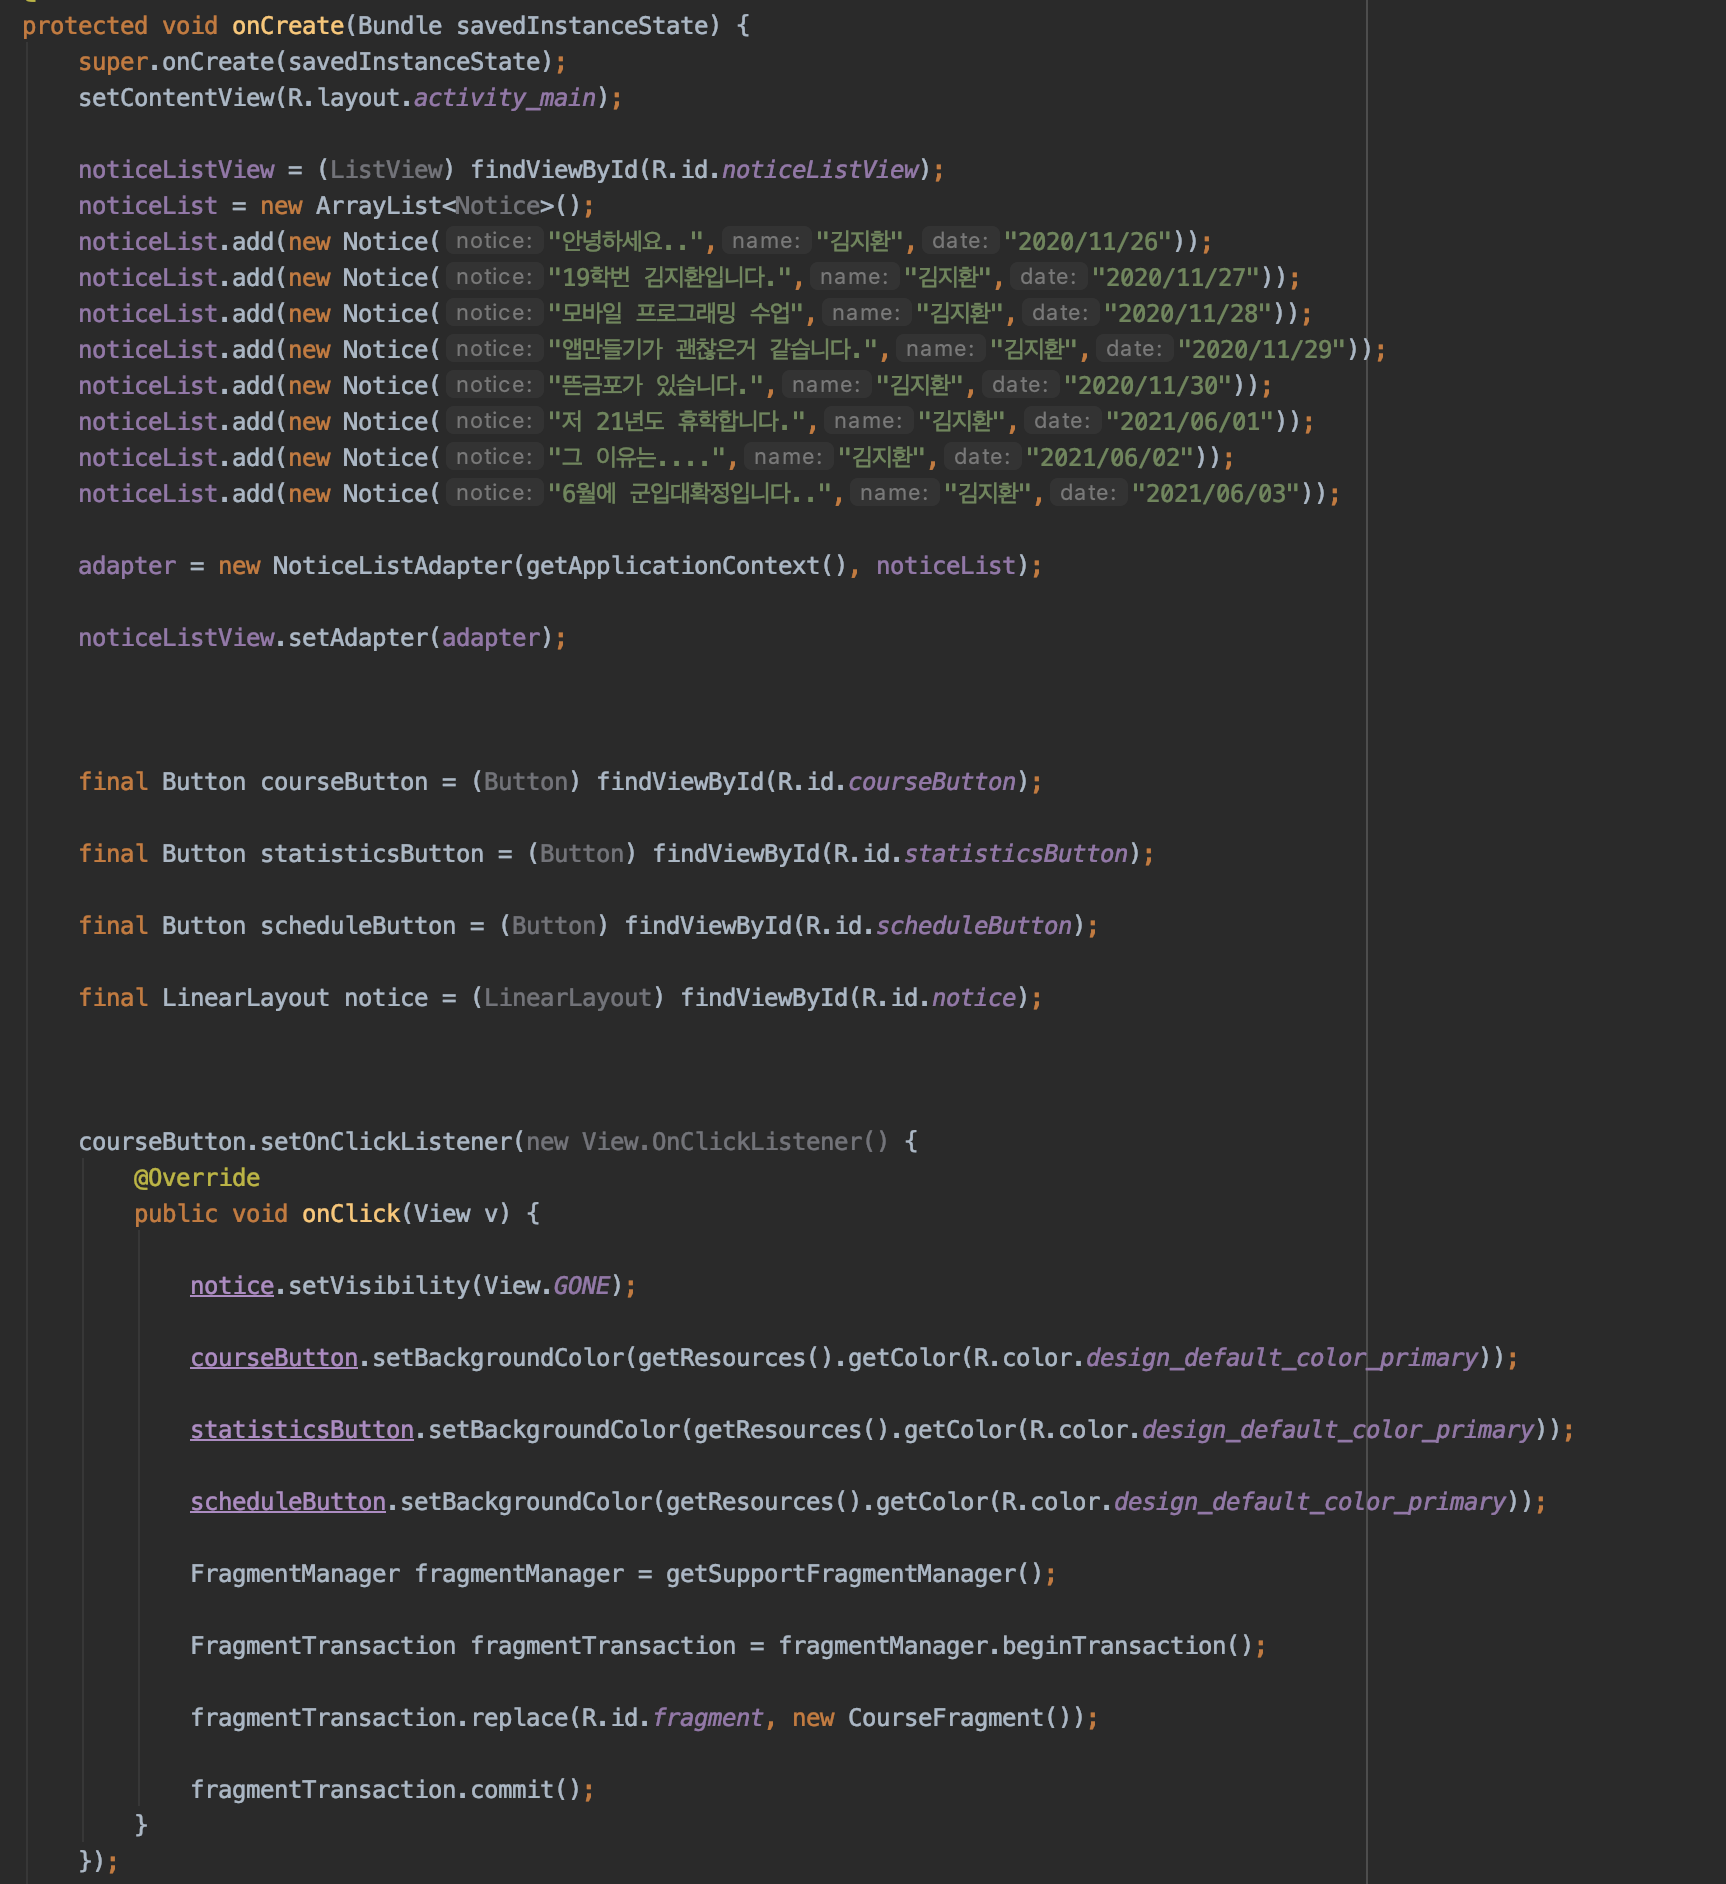 protected void onCreate(Bundle savedInstanceState) {
super.onCreate(savedInstanceState);
setContentView(R.layout.activity_main);
noticeListView = (ListView) findViewById(R.id.noticeListView);
noticeList = new ArrayList<Notice>();
noticeList.add(new Notice( notice: "안녕하세요..", name: "김지환", date: "2020/11/26"));
noticeList.add(new Notice( notice: "19학번 김지환입니다.", name: "김지환", date: "2020/11/27"));
noticeList.add(new Notice( notice: "모바일 프로그래밍 수업", name: "김지환", date: "2020/11/28"));
noticeList.add(new Notice( notice: "앱만들기가 괜찮은거 같습니다.", name: "김지환", date: "2020/11/29"));
noticeList.add(new Notice( notice: "뜬금포가 있습니다.", name: "김지환", date: "2020/11/30"));
noticeList.add(new Notice( notice: "저 21년도 휴학합니다.", name: "김지환", date: "2021/06/01"));
noticeList.add(new Notice( notice: "그 이유는....", name: "김지환", date: "2021/06/02"));
noticeList.add(new Notice( notice: "6월에 군입대확정입니다..", name: "김지환", date: "2021/06/03"));
adapter = new NoticeListAdapter(getApplicationContext(), noticeList);
noticeListView.setAdapter(adapter);
final Button courseButton = (Button) findViewById(R.id.courseButton);
final Button statisticsButton = (Button) findViewById(R.id.statisticsButton);
final Button scheduleButton = (Button) findViewById(R.id.scheduleButton);
final LinearLayout notice = (LinearLayout) findViewById(R.id.notice);
courseButton.setOnClickListener(new View.OnClickListener() {
@Override
public void onClick(View v) {
notice.setVisibility(View.GONE);
courseButton.setBackgroundColor(getResources().getColor(R.color.design_default_color_primary));
statisticsButton.setBackgroundColor(getResources().getColor(R.color.design_default_color_primary));
scheduleButton.setBackgroundColor(getResources().getColor(R.color.design_default_color_primary));
FragmentManager fragmentManager = getSupportFragmentManager();
FragmentTransaction fragmentTransaction = fragmentManager.beginTransaction();
fragmentTransaction.replace(R.id.fragment, new CourseFragment());
fragmentTransaction.commit();
}
});